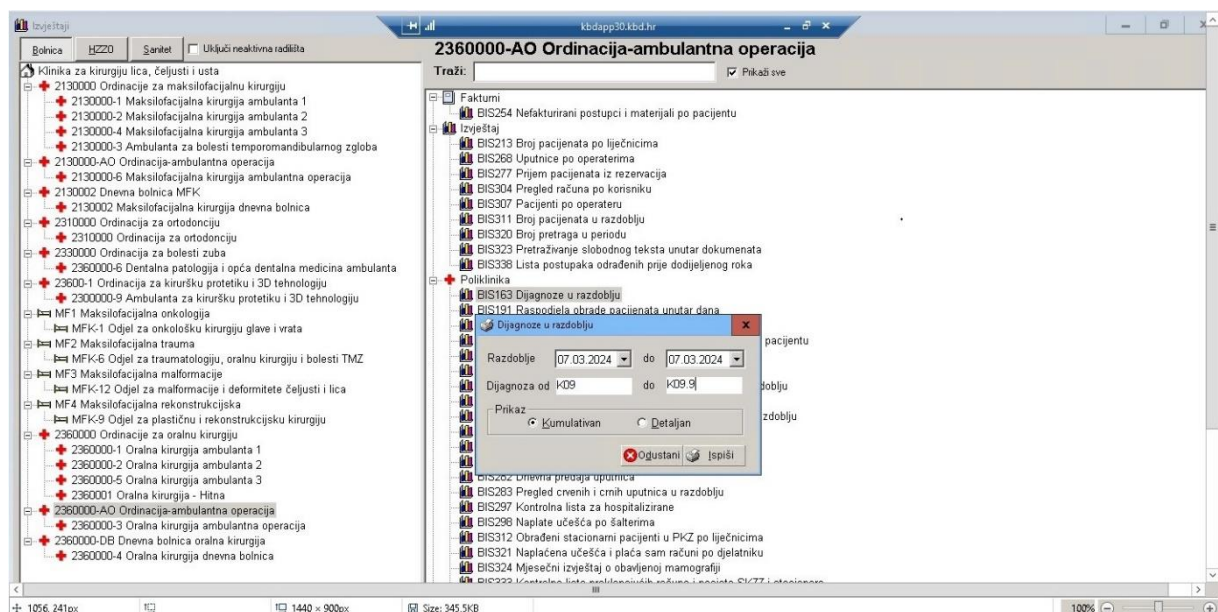 Izvještaji
kbdapp30.kbd.hr
Bolnica HZZO Sanitet Uključi neaktivna radilišta
2360000-AO Ordinacija-ambulantna operacija
Traži: Prikaži sve
Klinika za kirurgiju lica, čeljusti i usta
2130000 Ordinacije za maksilofacijalnu kirurgiju
2130000-1 Maksilofacijalna kirurgija ambulanta 1
2130000-2 Maksilofacijalna kirurgija ambulanta 2
2130000-4 Maksilofacijalna kirurgija ambulanta 3
2130000-3 Ambulanta za bolesti temporomandibularnog zgloba
2130000-AO Ordinacija-ambulantna operacija
2130000-6 Maksilofacijalna kirurgija ambulantna operacija
2130002 Dnevna bolnica MFK
2130002 Maksilofacijalna kirurgija dnevna bolnica
2310000 Ordinacija za ortodonciju
2310000 Ordinacija za ortodonciju
2330000 Ordinacija za bolesti zuba
2360000-6 Dentalna patologija i opća dentalna medicina ambulanta
23600-1 Ordinacija za kiruršku protetiku i 3D tehnologiju
2300000-9 Ambulanta za kiruršku protetiku i 3D tehnologiju
MF1 Maksilofacijalna onkologija
MFK-1 Odjel za onkološku kirurgiju glave i vrata
MF2 Maksilofacijalna trauma
MFK-6 Odjel za traumatologiju, oralnu kirurgiju i bolesti TMZ
MF3 Maksilofacijalna malformacije
MFK-12 Odjel za malformacije i deformitete čeljusti i lica
MF4 Maksilofacijalna rekonstrukcijska
MFK-9 Odjel za plastičnu i rekonstrukcijsku kirurgiju
2360000 Ordinacije za oralnu kirurgiju
2360000-1 Oralna kirurgija ambulanta 1
2360000-2 Oralna kirurgija ambulanta 2
2360000-5 Oralna kirurgija ambulanta 3
2360001 Oralna kirurgija - Hitna
2360000-AO Ordinacija-ambulantna operacija
2360000-3 Oralna kirurgija ambulantna operacija
2360000-DB Dnevna bolnica oralna kirurgija
2360000-4 Oralna kirurgija dnevna bolnica
Fakturni
BIS254 Nefakturirani postupci i materijali po pacijentu
Izvještaj
BIS213 Broj pacijenata po liječnicima
BIS268 Uputnice po operaterima
BIS277 Prijem pacijenata iz rezervacija
BIS304 Pregled računa po korisniku
BIS307 Pacijenti po operateru
BIS311 Broj pacijenata u razdoblju
BIS320 Broj pretraga u periodu
BIS323 Pretraživanje slobodnog teksta unutar dokumenata
BIS338 Lista postupaka odrađenih prije dodijeljenog roka
Poliklinika
BIS163 Dijagnoze u razdoblju
BIS191 Raspodjela obrade pacijenata unutar dana
pacijentu
zdoblju
Dijagnoze u razdoblju
Razdoblje 07.03.2024 do 07.03.2024
Dijagnoza od K09 do K09.9
Prikaz
Kumulativan Detaljan
Odustani Ispiši
BIS282 Dnevna predaja uputnica
BIS283 Pregled crvenih i crnih uputnica u razdoblju
BIS297 Kontrolna lista za hospitalizirane
BIS298 Naplate učešća po šalterima
BIS312 Obrađeni stacionarni pacijenti u PKZ po liječnicima
BIS321 Naplaćena učešća i plaća sam računi po djelatniku
BIS324 Mjesečni izvještaj o obavljenoj mamografiji
1056, 241px 1440 × 900px Size: 345.5KB 100%